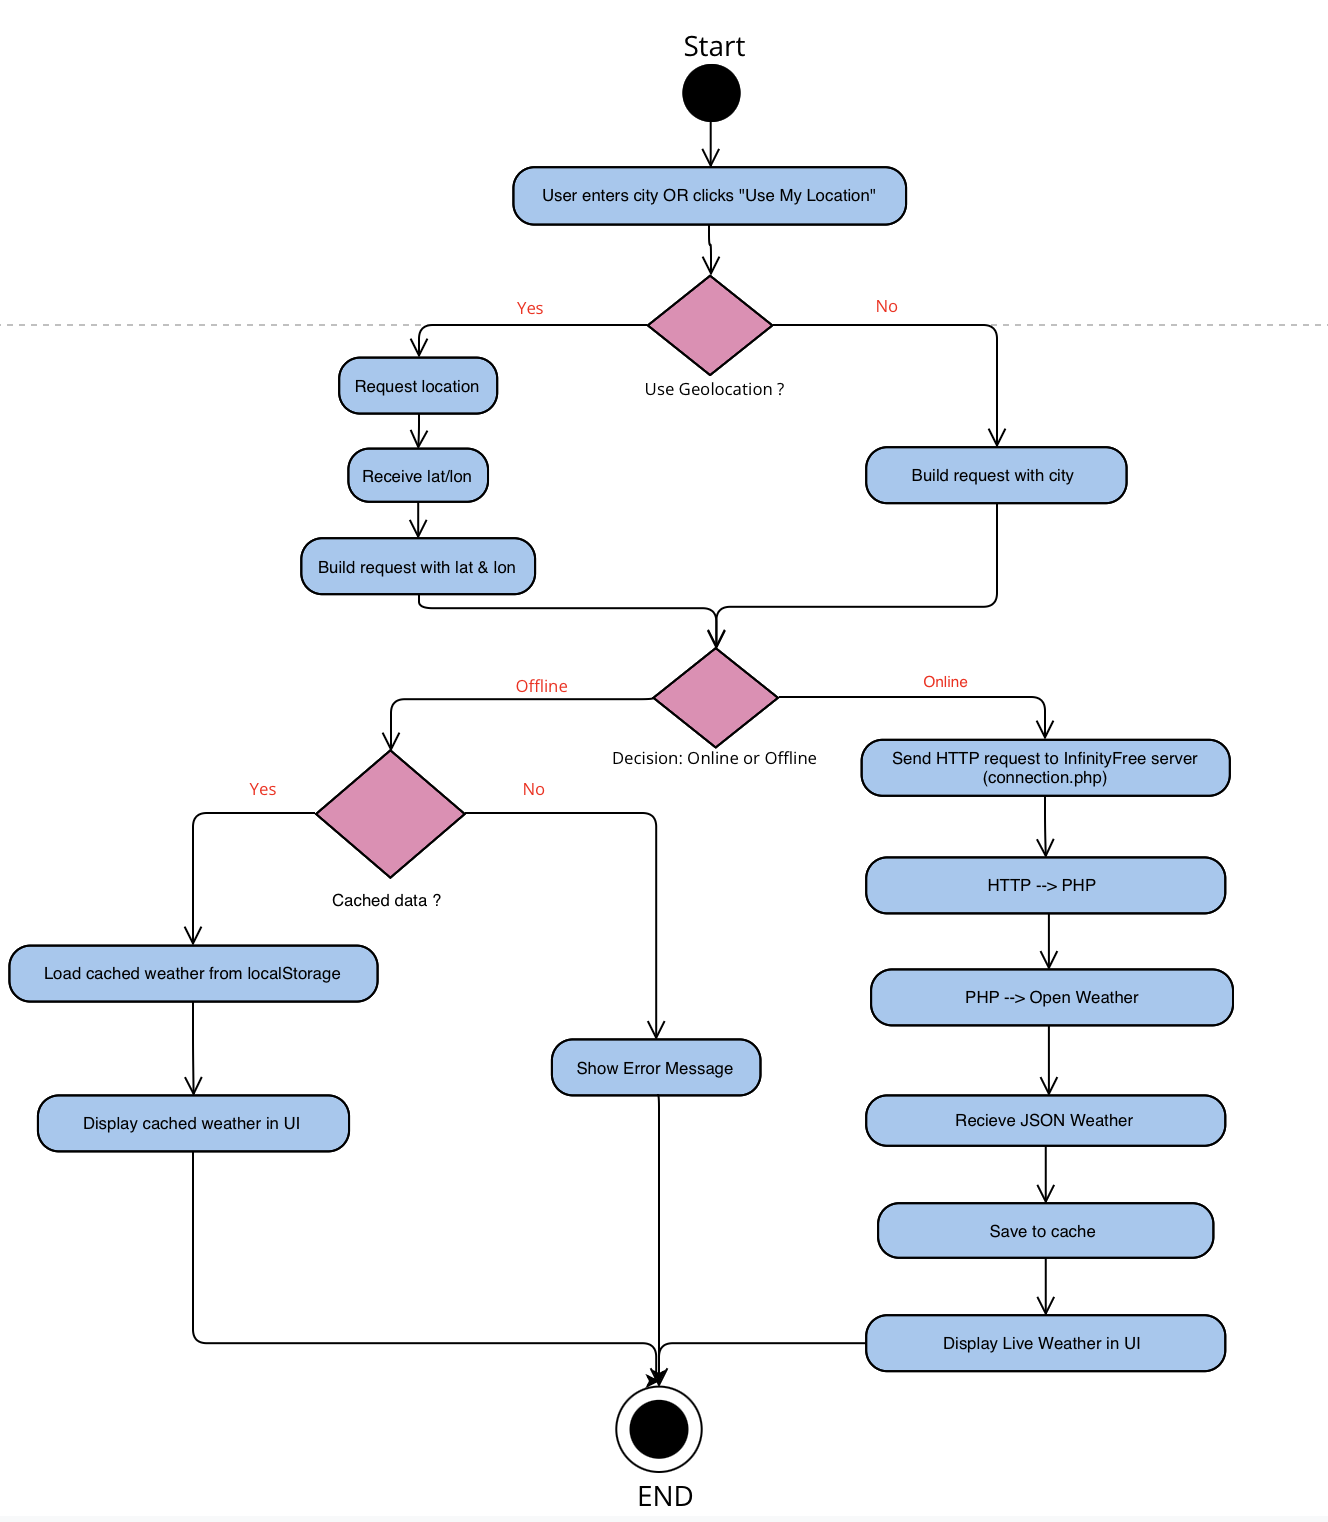 Start
User enters city OR clicks "Use My Location"
Yes
No
Request location
Use Geolocation ?
Receive lat/lon
Build request with city
Build request with lat & lon
Offline
Online
Decision: Online or Offline
Send HTTP request to InfinityFree server
(connection.php)
Yes
No
HTTP --> PHP
Cached data ?
Load cached weather from localStorage
PHP --> Open Weather
Show Error Message
Display cached weather in UI
Recieve JSON Weather
Save to cache
Display Live Weather in UI
END